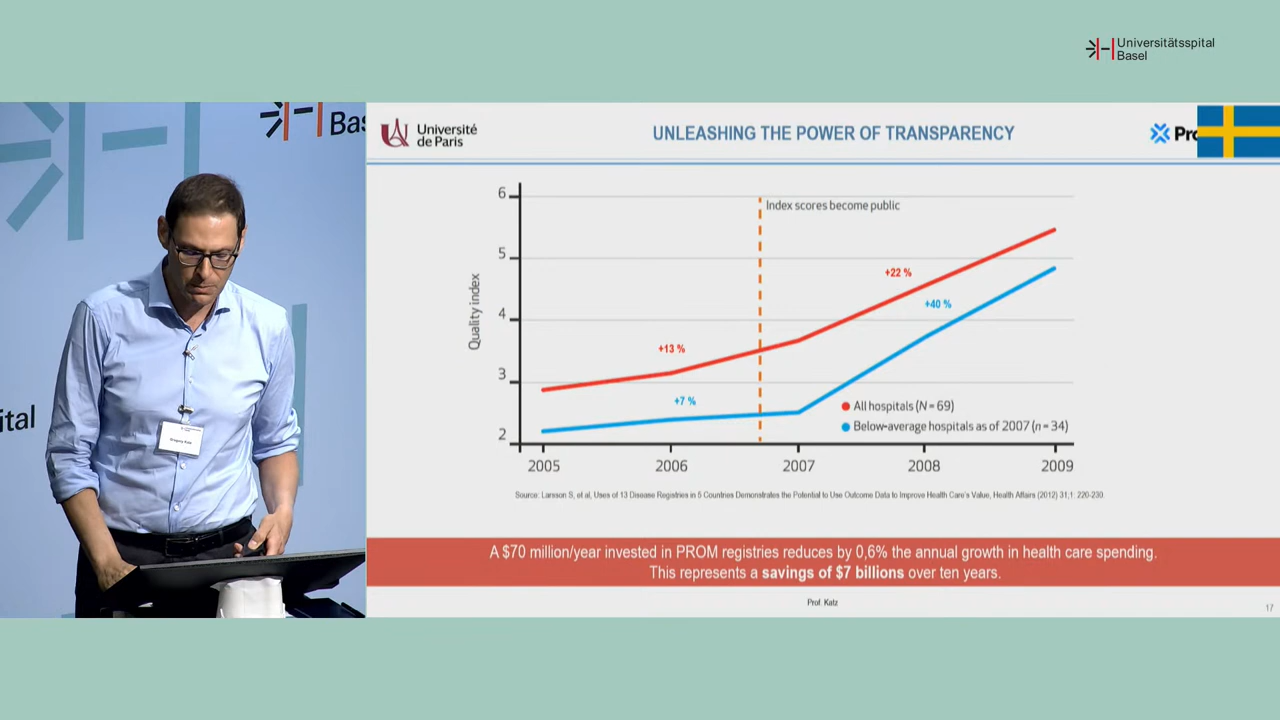 Universitätsspital
Basel
Bas
ital
Gregory Katz
Université
de Paris
UNLEASHING THE POWER OF TRANSPARENCY
Pro
6
5
4
3
2
Quality index
Index scores become public
+13 %
+7 %
+22 %
+40 %
All hospitals (N = 69)
Below-average hospitals as of 2007 (n = 34)
2005 2006 2007 2008 2009
Source: Larsson S, et al, Uses of 13 Disease Registries in 5 Countries Demonstrates the Potential to Use Outcome Data to Improve Health Care's Value, Health Affairs (2012) 31,1: 220-230.
A $70 million/year invested in PROM registries reduces by 0,6% the annual growth in health care spending.
This represents a savings of $7 billions over ten years.
Prof. Katz
17